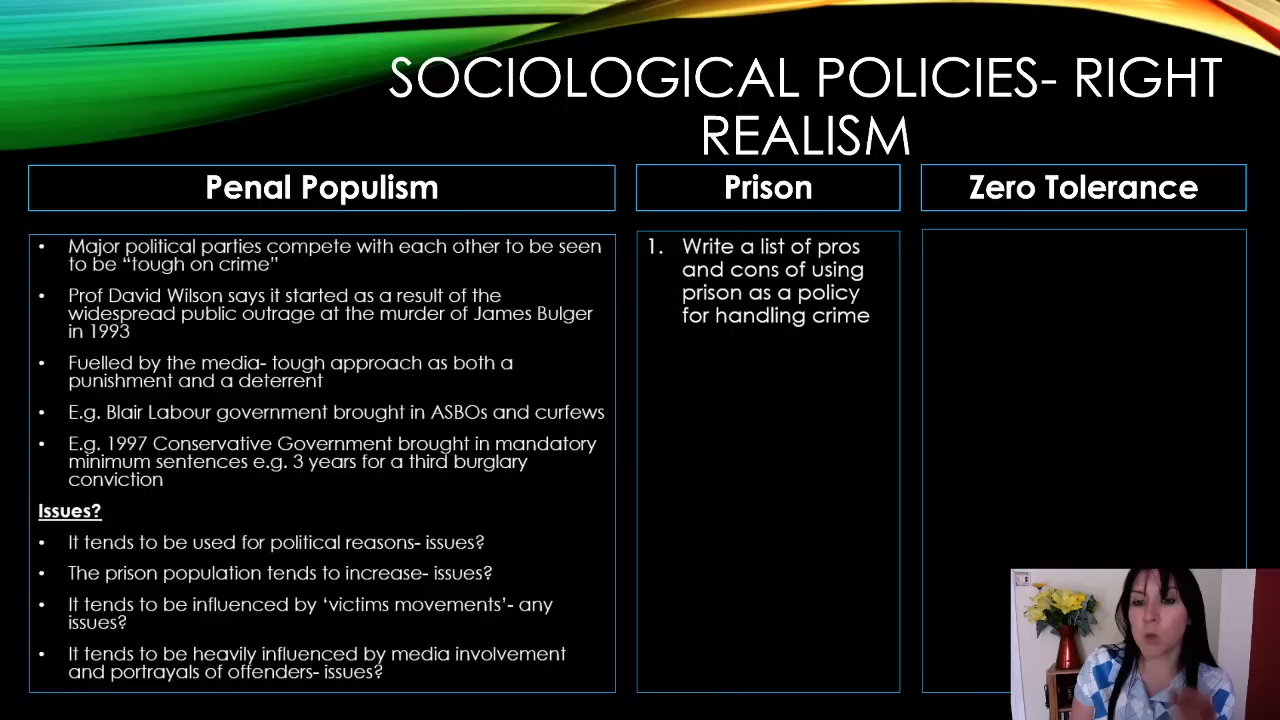 SOCIOLOGICAL POLICIES- RIGHT
REALISM
Penal Populism
• Major political parties compete with each other to be seen
to be “tough on crime”
• Prof David Wilson says it started as a result of the
widespread public outrage at the murder of James Bulger
in 1993
• Fuelled by the media- tough approach as both a
punishment and a deterrent
• E.g. Blair Labour government brought in ASBOs and curfews
• E.g. 1997 Conservative Government brought in mandatory
minimum sentences e.g. 3 years for a third burglary
conviction
Issues?
• It tends to be used for political reasons- issues?
• The prison population tends to increase- issues?
• It tends to be influenced by ‘victims movements’- any
issues?
• It tends to be heavily influenced by media involvement
and portrayals of offenders- issues?
Prison
1. Write a list of pros
and cons of using
prison as a policy
for handling crime
Zero Tolerance